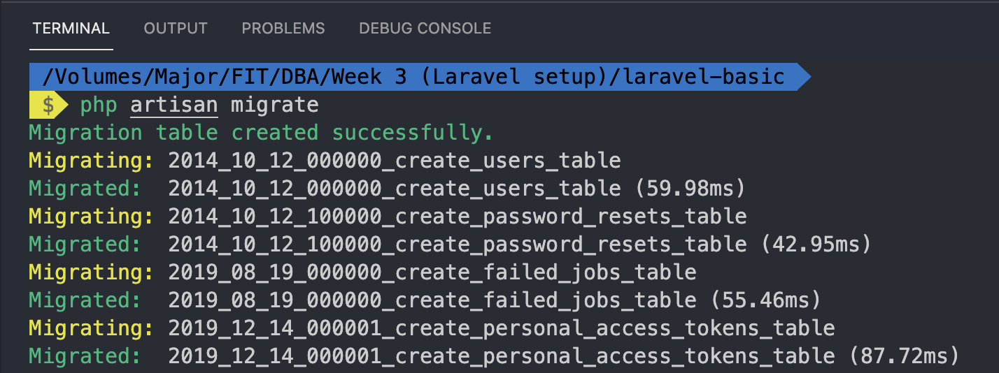 TERMINAL OUTPUT PROBLEMS DEBUG CONSOLE
/Volumes/Major/FIT/DBA/Week 3 (Laravel setup)/laravel-basic
$ php artisan migrate
Migration table created successfully.
Migrating: 2014_10_12_000000_create_users_table
Migrated:  2014_10_12_000000_create_users_table (59.98ms)
Migrating: 2014_10_12_100000_create_password_resets_table
Migrated:  2014_10_12_100000_create_password_resets_table (42.95ms)
Migrating: 2019_08_19_000000_create_failed_jobs_table
Migrated:  2019_08_19_000000_create_failed_jobs_table (55.46ms)
Migrating: 2019_12_14_000001_create_personal_access_tokens_table
Migrated:  2019_12_14_000001_create_personal_access_tokens_table (87.72ms)